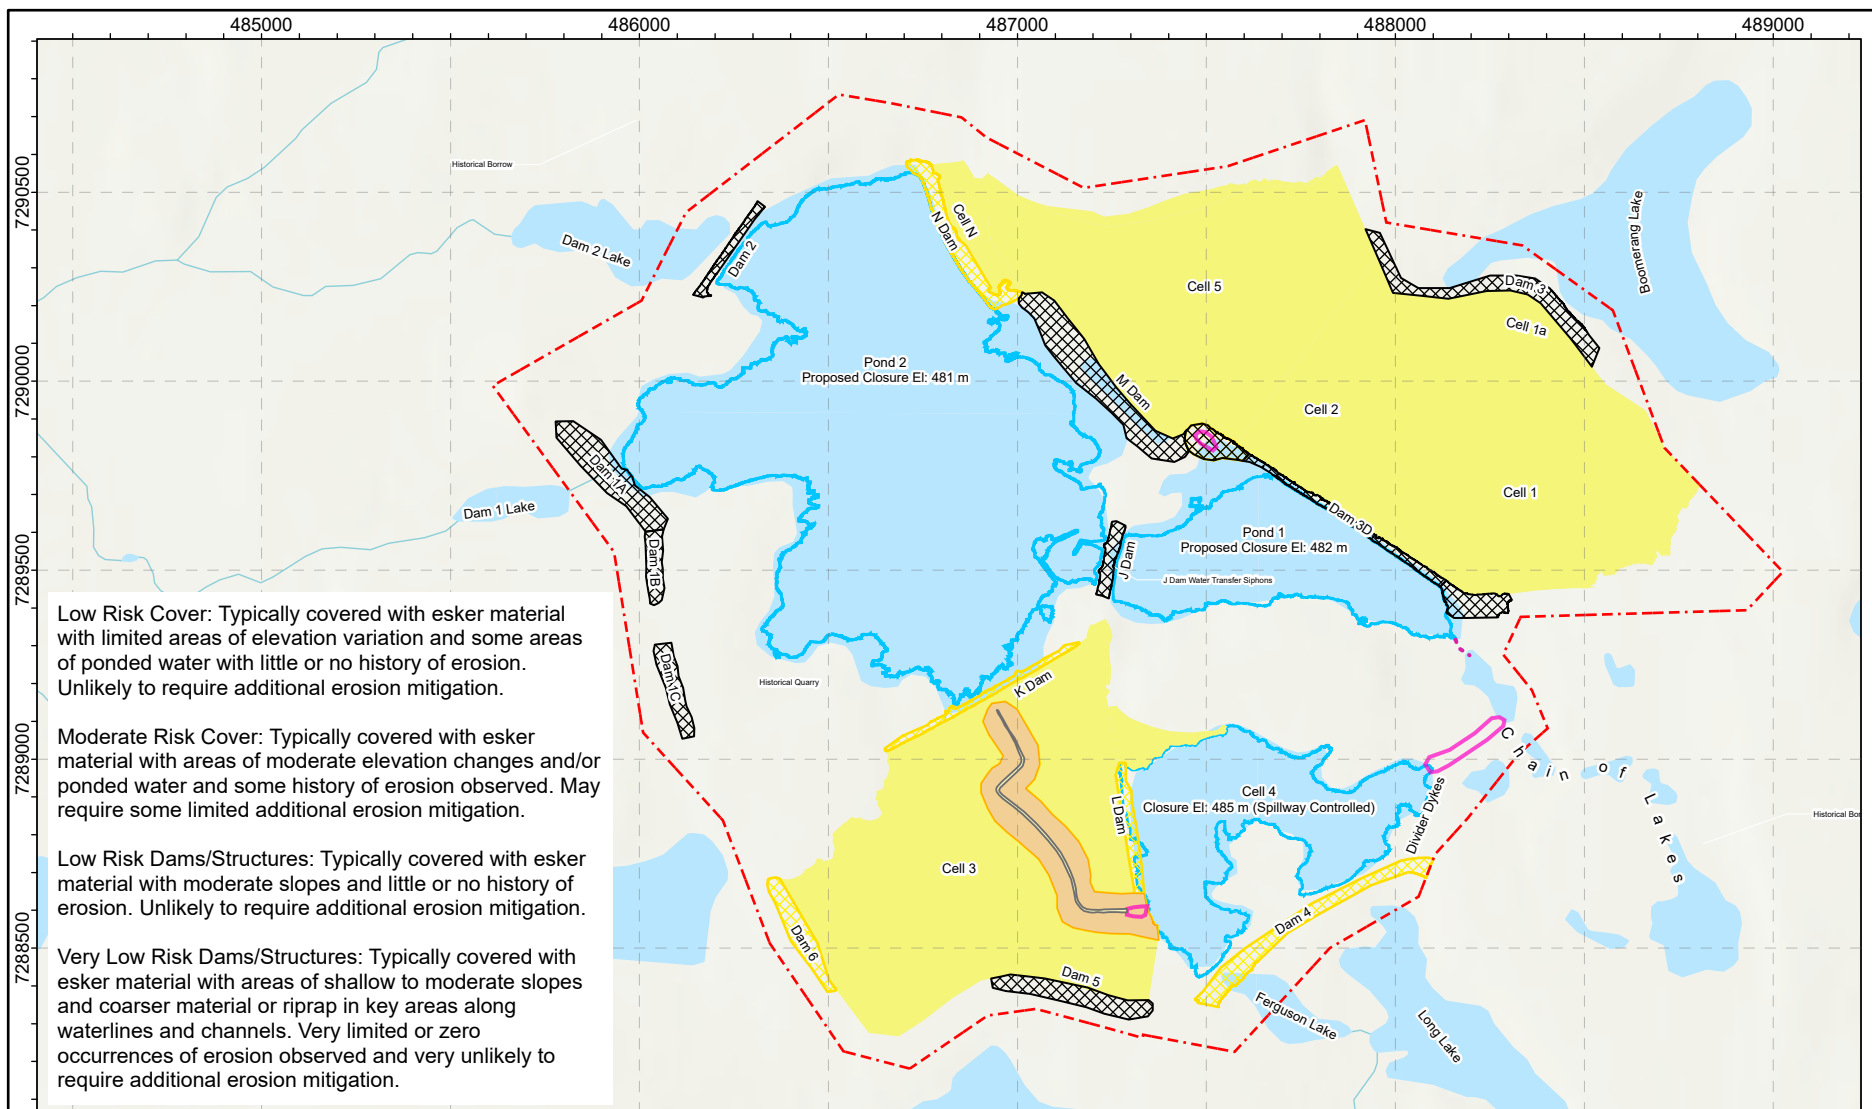 485000
486000
487000
488000
489000
7290500
7290000
7289500
7289000
7288500
Historical Borrow
Dam 2 Lake
Dam 2
N Dam
Cell N
Cell 5
Dam 3
Cell 1a
Boomerang Lake
Pond 2
Proposed Closure El: 481 m
M Dam
Cell 2
Cell 1
Dam 1A
Dam 1 Lake
Dam 1B
Dam 1C
J Dam
Pond 1
Proposed Closure El: 482 m
Dam 3D
J Dam Water Transfer Siphons
Historical Quarry
K Dam
L Dam
Cell 4
Closure El: 485 m (Spillway Controlled)
Divider Dykes
Chain of Lakes
Historical Bor
Cell 3
Dam 6
Dam 5
Dam 4
Ferguson Lake
Long Lake
Low Risk Cover: Typically covered with esker material
with limited areas of elevation variation and some areas
of ponded water with little or no history of erosion.
Unlikely to require additional erosion mitigation.
Moderate Risk Cover: Typically covered with esker
material with areas of moderate elevation changes and/or
ponded water and some history of erosion observed. May
require some limited additional erosion mitigation.
Low Risk Dams/Structures: Typically covered with esker
material with moderate slopes and little or no history of
erosion. Unlikely to require additional erosion mitigation.
Very Low Risk Dams/Structures: Typically covered with
esker material with areas of shallow to moderate slopes
and coarser material or riprap in key areas along
waterlines and channels. Very limited or zero
occurrences of erosion observed and very unlikely to
require additional erosion mitigation.